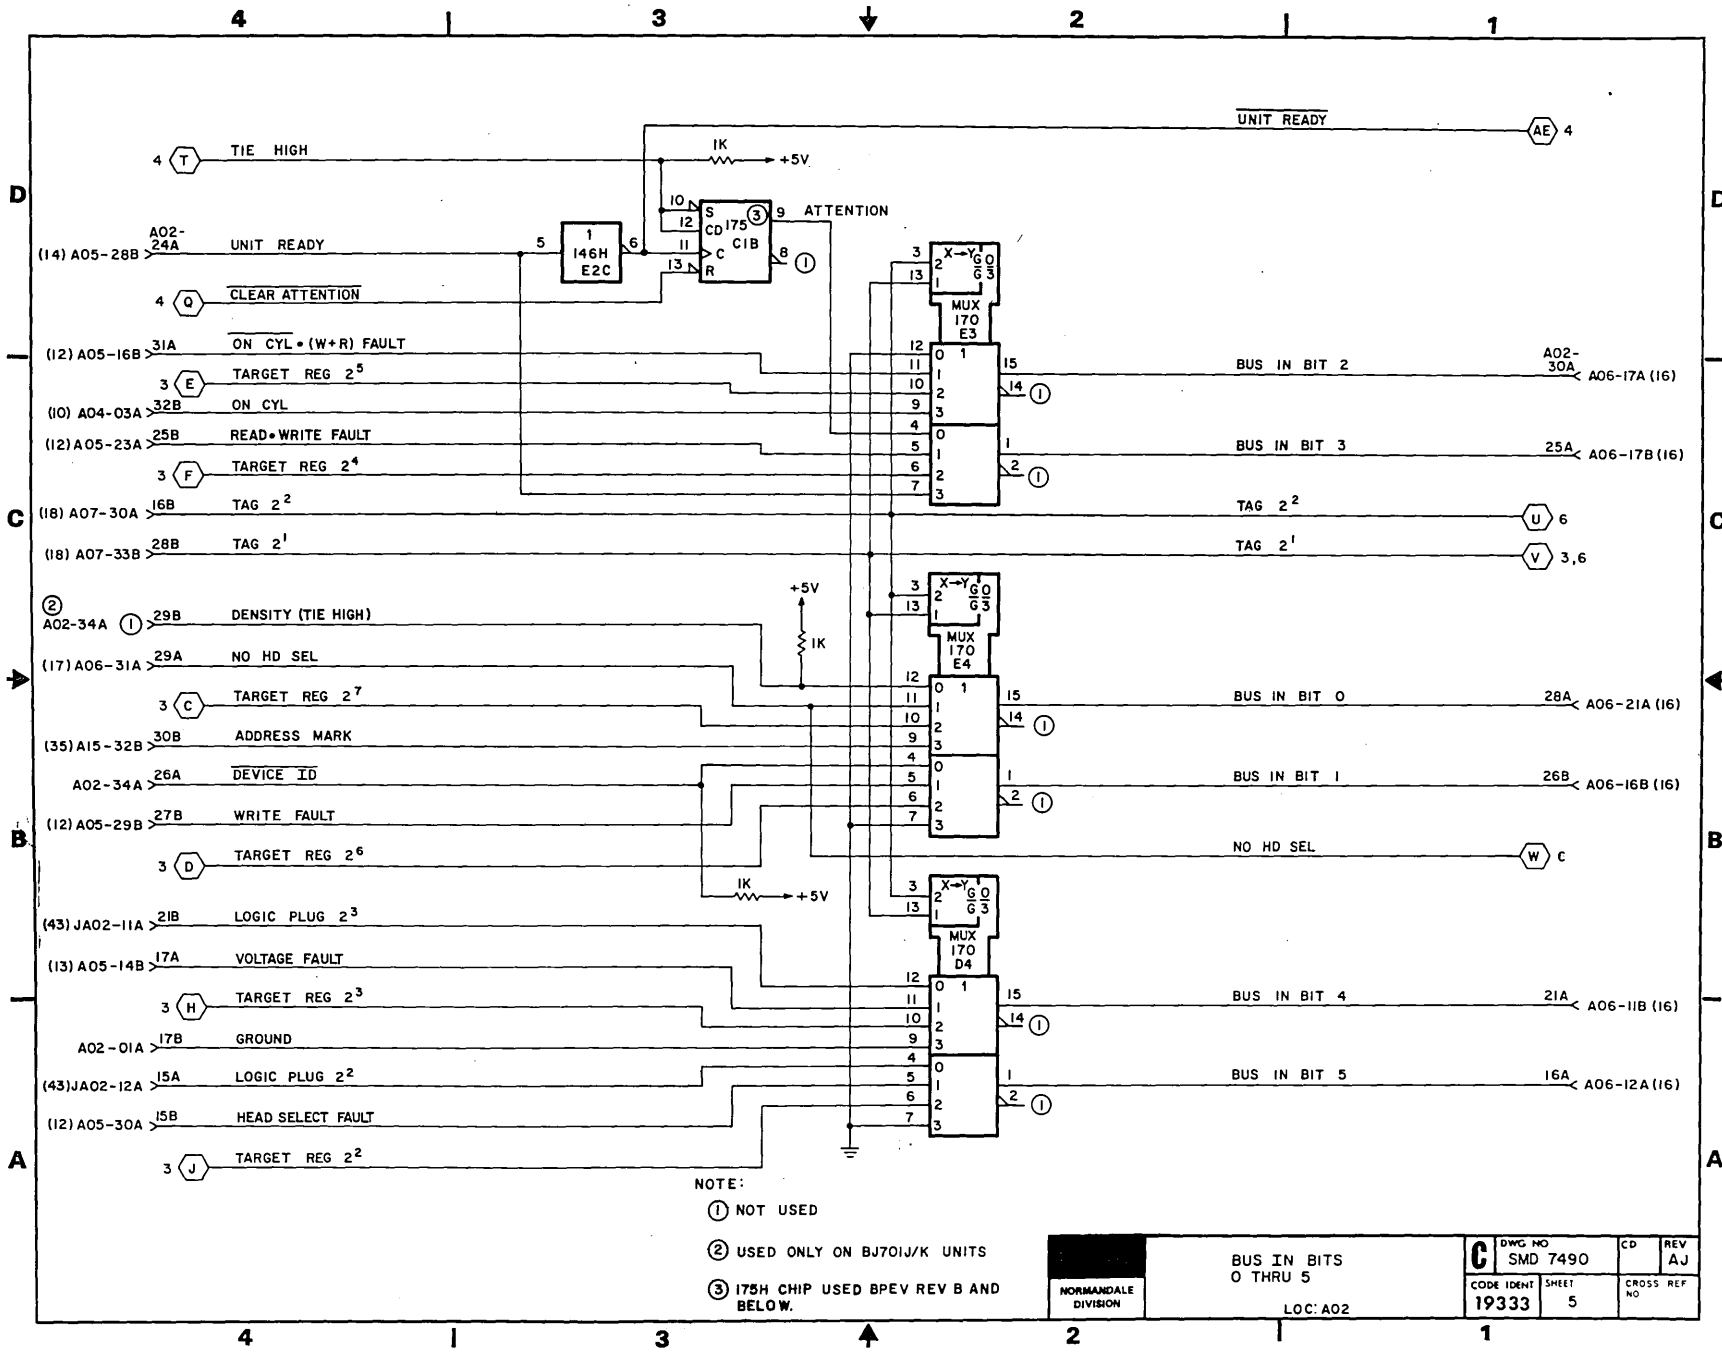 4 3 2 1
UNIT READY
AE 4
4 T TIE HIGH
1K
+5V
D
D
10 S
12 CD
175 3 9 ATTENTION
11 C
C1B
8 1
13 R
A02-
(14) A05-28B 24A UNIT READY
5 1 6
146H
E2C
4 Q CLEAR ATTENTION
3 2 X→Y G 0
13 1 G 3
MUX
170
E3
(12) A05-16B 31A ON CYL • (W+R) FAULT
12 0 1
11 1
15 BUS IN BIT 2 A02-
30A A06-17A (16)
3 E TARGET REG 2⁵
10 2
14 1
(10) A04-03A 32B ON CYL
9 3
(12) A05-23A 25B READ•WRITE FAULT
4 0
5 1
1 BUS IN BIT 3 25A A06-17B (16)
3 F TARGET REG 2⁴
6 2
2 1
7 3
C
C
(18) A07-30A 16B TAG 2²
TAG 2² U 6
(18) A07-33B 28B TAG 2¹
TAG 2¹ V 3,6
+5V
1K
3 2 X→Y G 0
13 1 G 3
MUX
170
E4
2
A02-34A 1 29B DENSITY (TIE HIGH)
(17) A06-31A 29A NO HD SEL
12 0 1
11 1
15 BUS IN BIT 0 28A A06-21A (16)
3 C TARGET REG 2⁷
10 2
14 1
(35) A15-32B 30B ADDRESS MARK
9 3
A02-34A 26A DEVICE ID
4 0
5 1
1 BUS IN BIT 1 26B A06-16B (16)
6 2
2 1
(12) A05-29B 27B WRITE FAULT
7 3
B
B
3 D TARGET REG 2⁶
NO HD SEL W C
1K
+5V
3 2 X→Y G 0
13 1 G 3
MUX
170
D4
(43) JA02-11A 21B LOGIC PLUG 2³
(13) A05-14B 17A VOLTAGE FAULT
12 0 1
11 1
15 BUS IN BIT 4 21A A06-11B (16)
3 H TARGET REG 2³
10 2
14 1
A02-01A 17B GROUND
9 3
(43) JA02-12A 15A LOGIC PLUG 2²
4 0
5 1
1 BUS IN BIT 5 16A A06-12A (16)
6 2
2 1
(12) A05-30A 15B HEAD SELECT FAULT
7 3
A
A
3 J TARGET REG 2²
NOTE:
1 NOT USED
2 USED ONLY ON BJ701J/K UNITS
3 175H CHIP USED BPEV REV B AND
BELOW.
NORMANDALE
DIVISION
BUS IN BITS
0 THRU 5
LOC: A02
C
DWG NO
SMD 7490
CD
REV
AJ
CODE IDENT
19333
SHEET
5
CROSS REF
NO
4 3 2 1